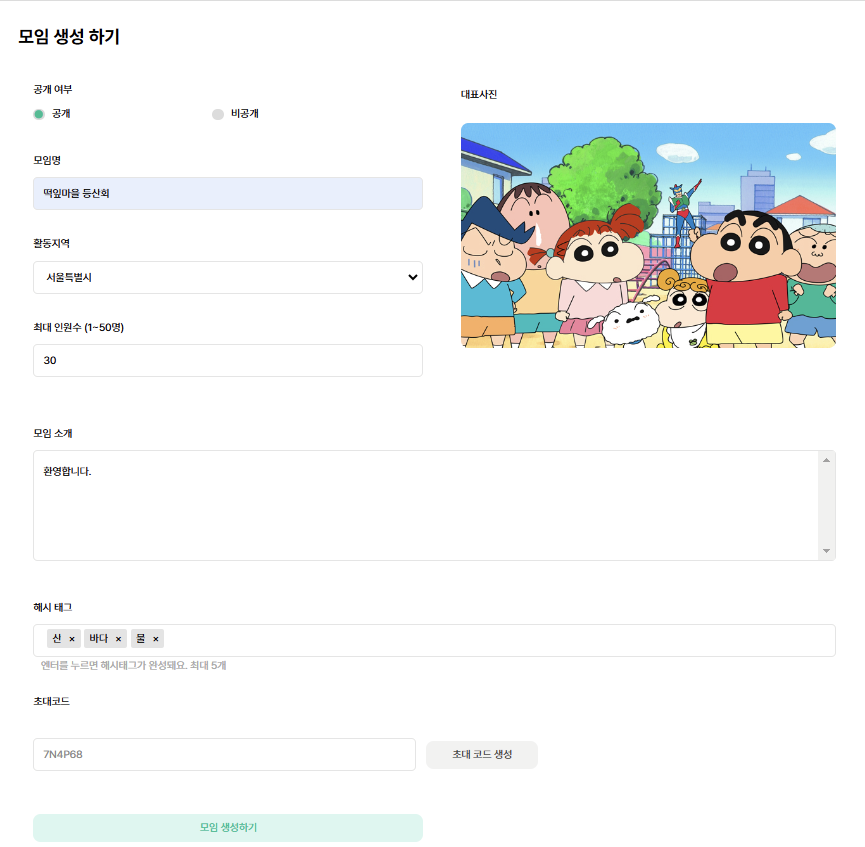 모임 생성 하기
공개 여부
공개
비공개
대표사진
모임명
떡잎마을 등산회
활동지역
서울특별시
최대 인원수 (1~50명)
30
모임 소개
환영합니다.
해시 태그
산 × 바다 × 물 ×
엔터를 누르면 해시태그가 완성돼요. 최대 5개
초대코드
7N4P68
초대 코드 생성
모임 생성하기